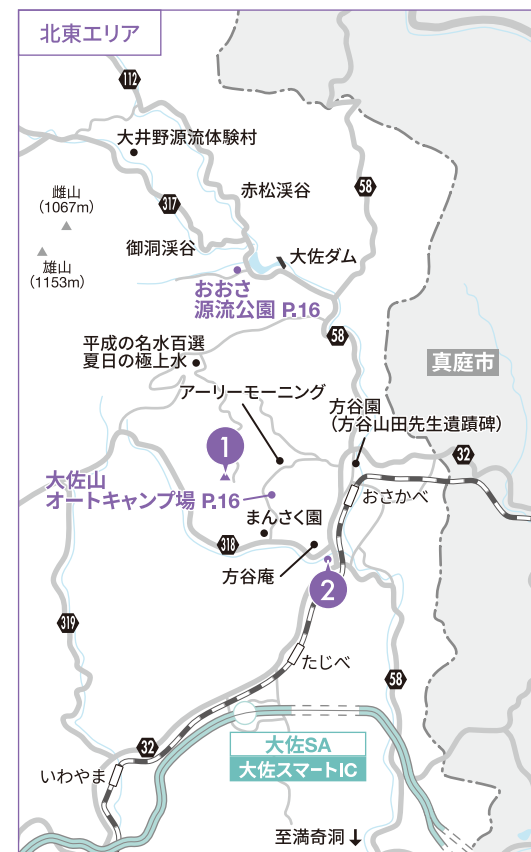 北東エリア
112
大井野源流体験村
赤松渓谷
58
雌山
（1067m）
317
御洞渓谷
雄山
（1153m）
大佐ダム
おおさ
源流公園 P.16
58
平成の名水百選
夏日の極上水
真庭市
アーリーモーニング
方谷園
（方谷山田先生遺蹟碑）
1
32
大佐山
オートキャンプ場 P.16
おさかべ
まんさく園
318
方谷庵
2
319
たじべ
58
32
大佐SA
大佐スマートIC
いわやま
至満奇洞